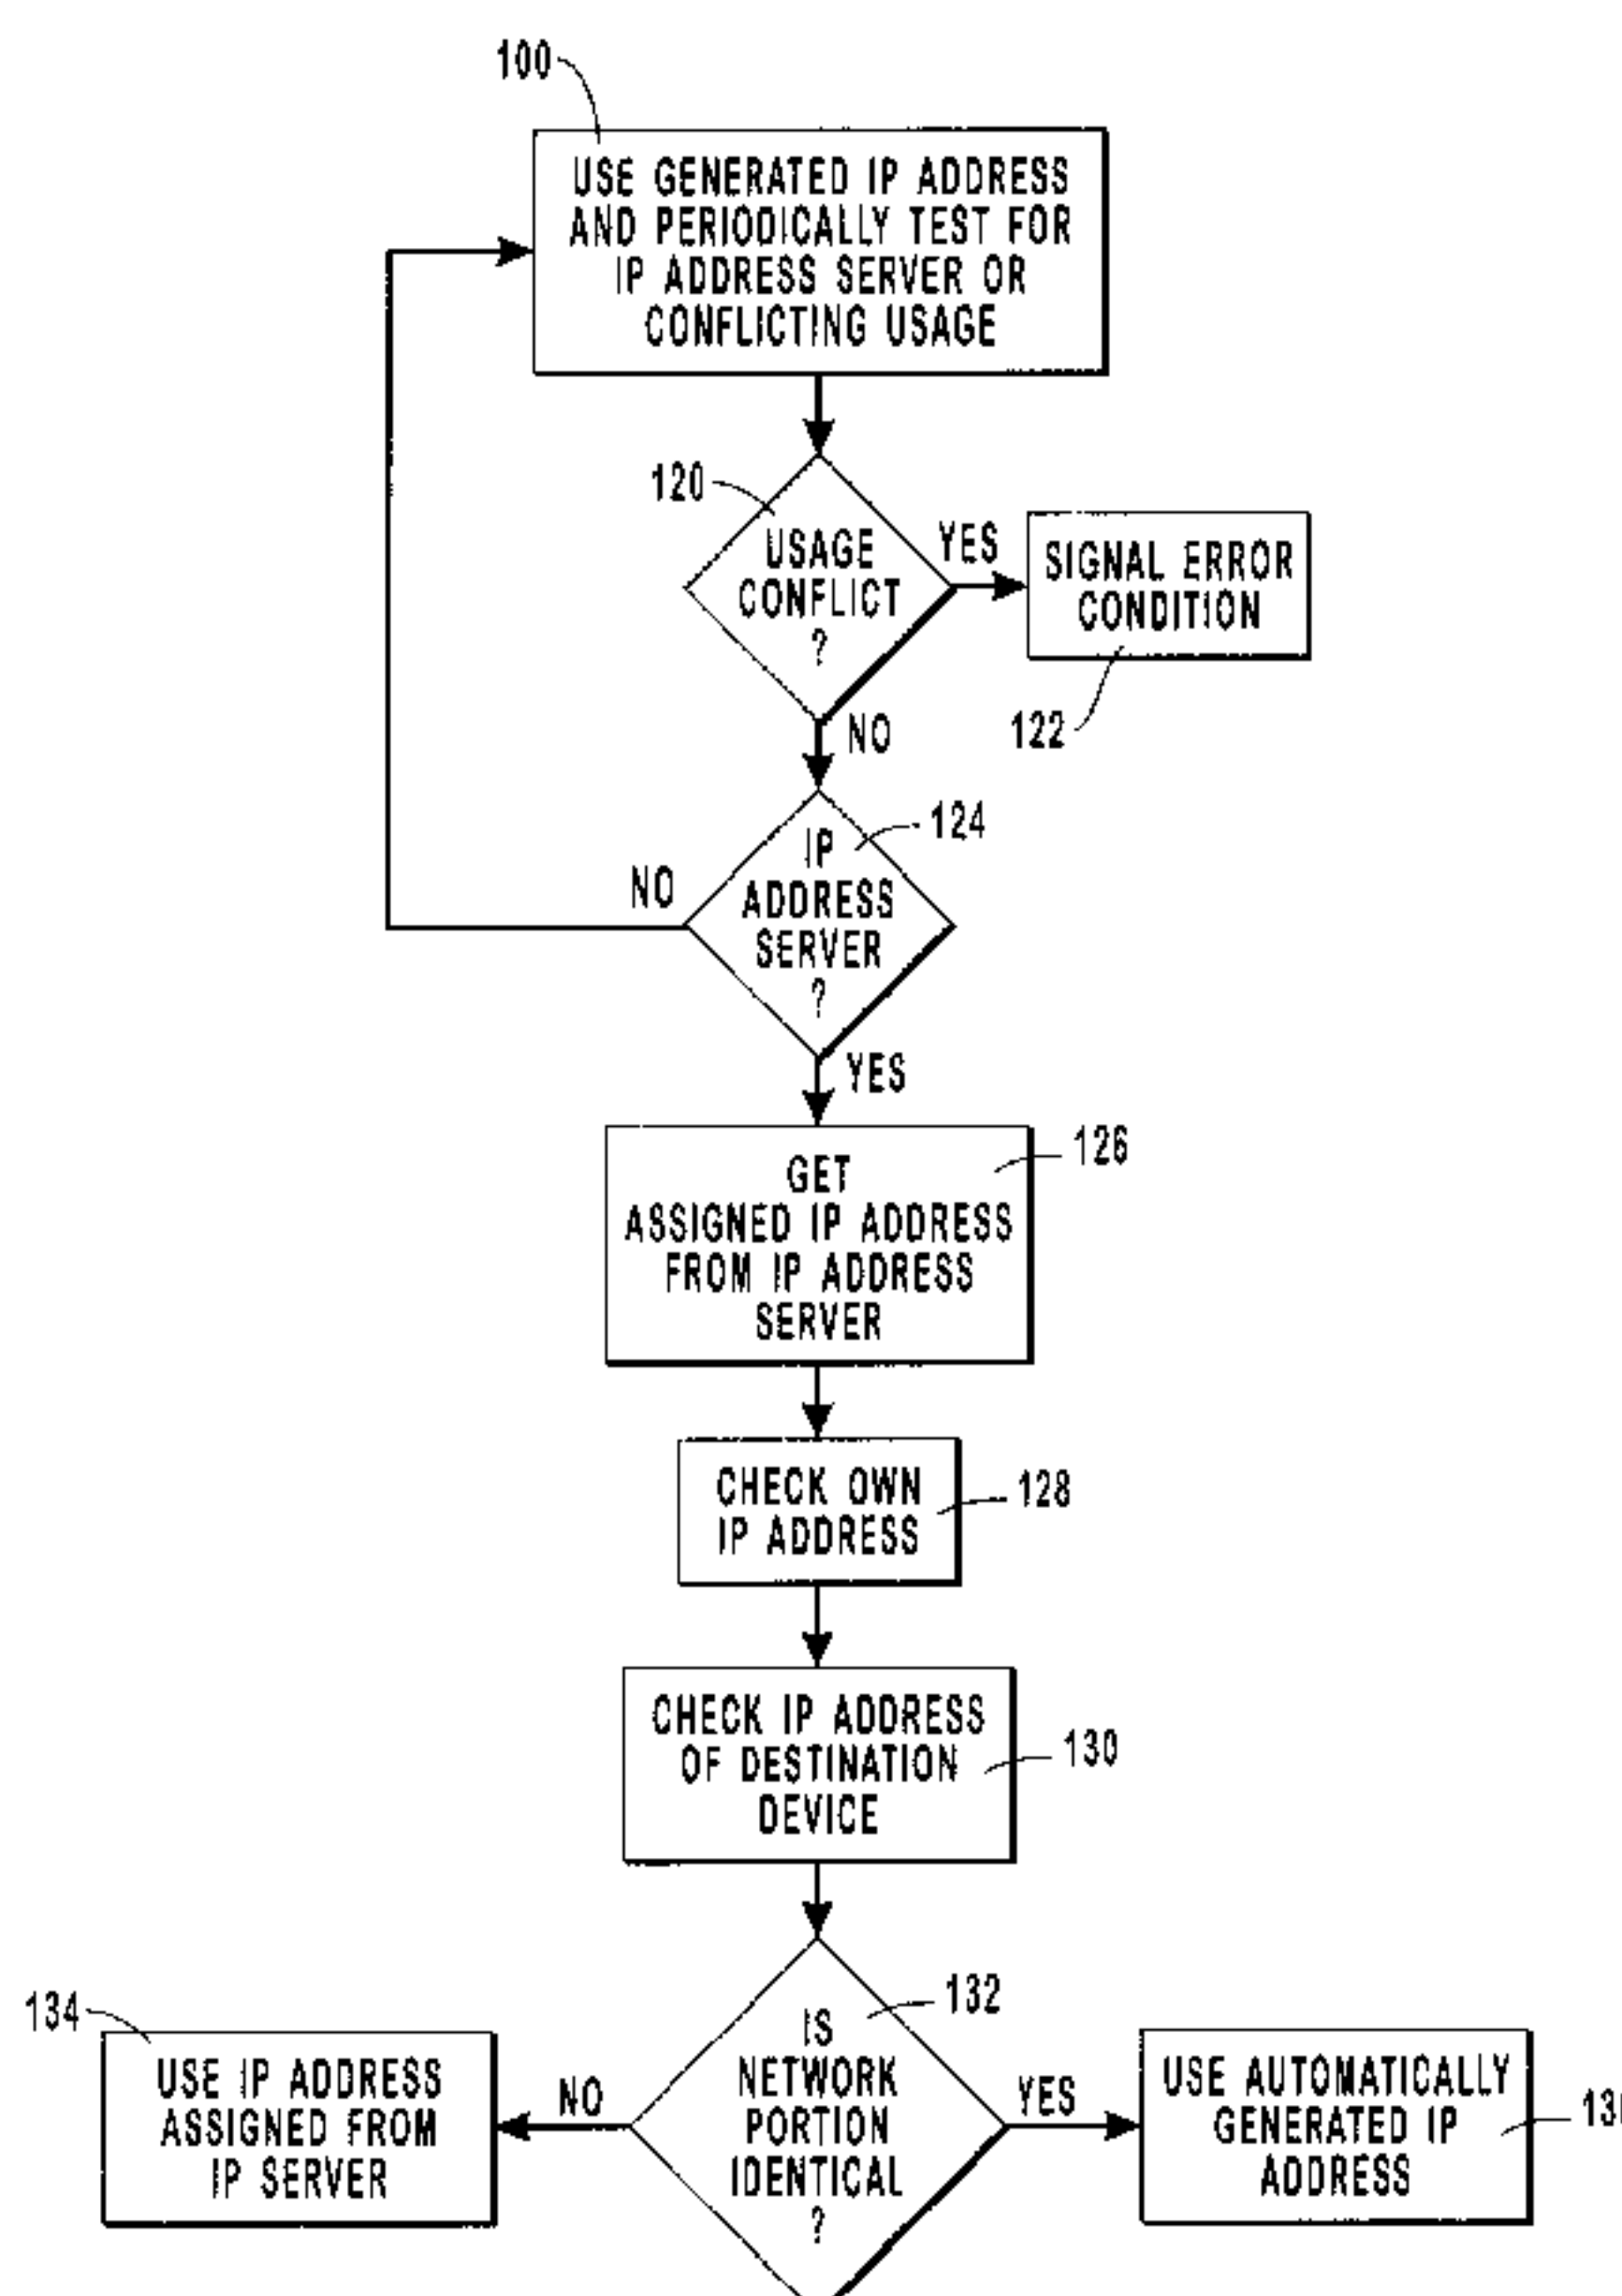 100
USE GENERATED IP ADDRESS
AND PERIODICALLY TEST FOR
IP ADDRESS SERVER OR
CONFLICTING USAGE
120
USAGE
CONFLICT
?
YES
SIGNAL ERROR
CONDITION
122
NO
124
IP
ADDRESS
SERVER
?
NO
YES
126
GET
ASSIGNED IP ADDRESS
FROM IP ADDRESS
SERVER
CHECK OWN
IP ADDRESS
128
CHECK IP ADDRESS
OF DESTINATION
DEVICE
130
132
IS
NETWORK
PORTION
IDENTICAL
?
134
USE IP ADDRESS
ASSIGNED FROM
IP SERVER
NO
YES
USE AUTOMATICALLY
GENERATED IP
ADDRESS